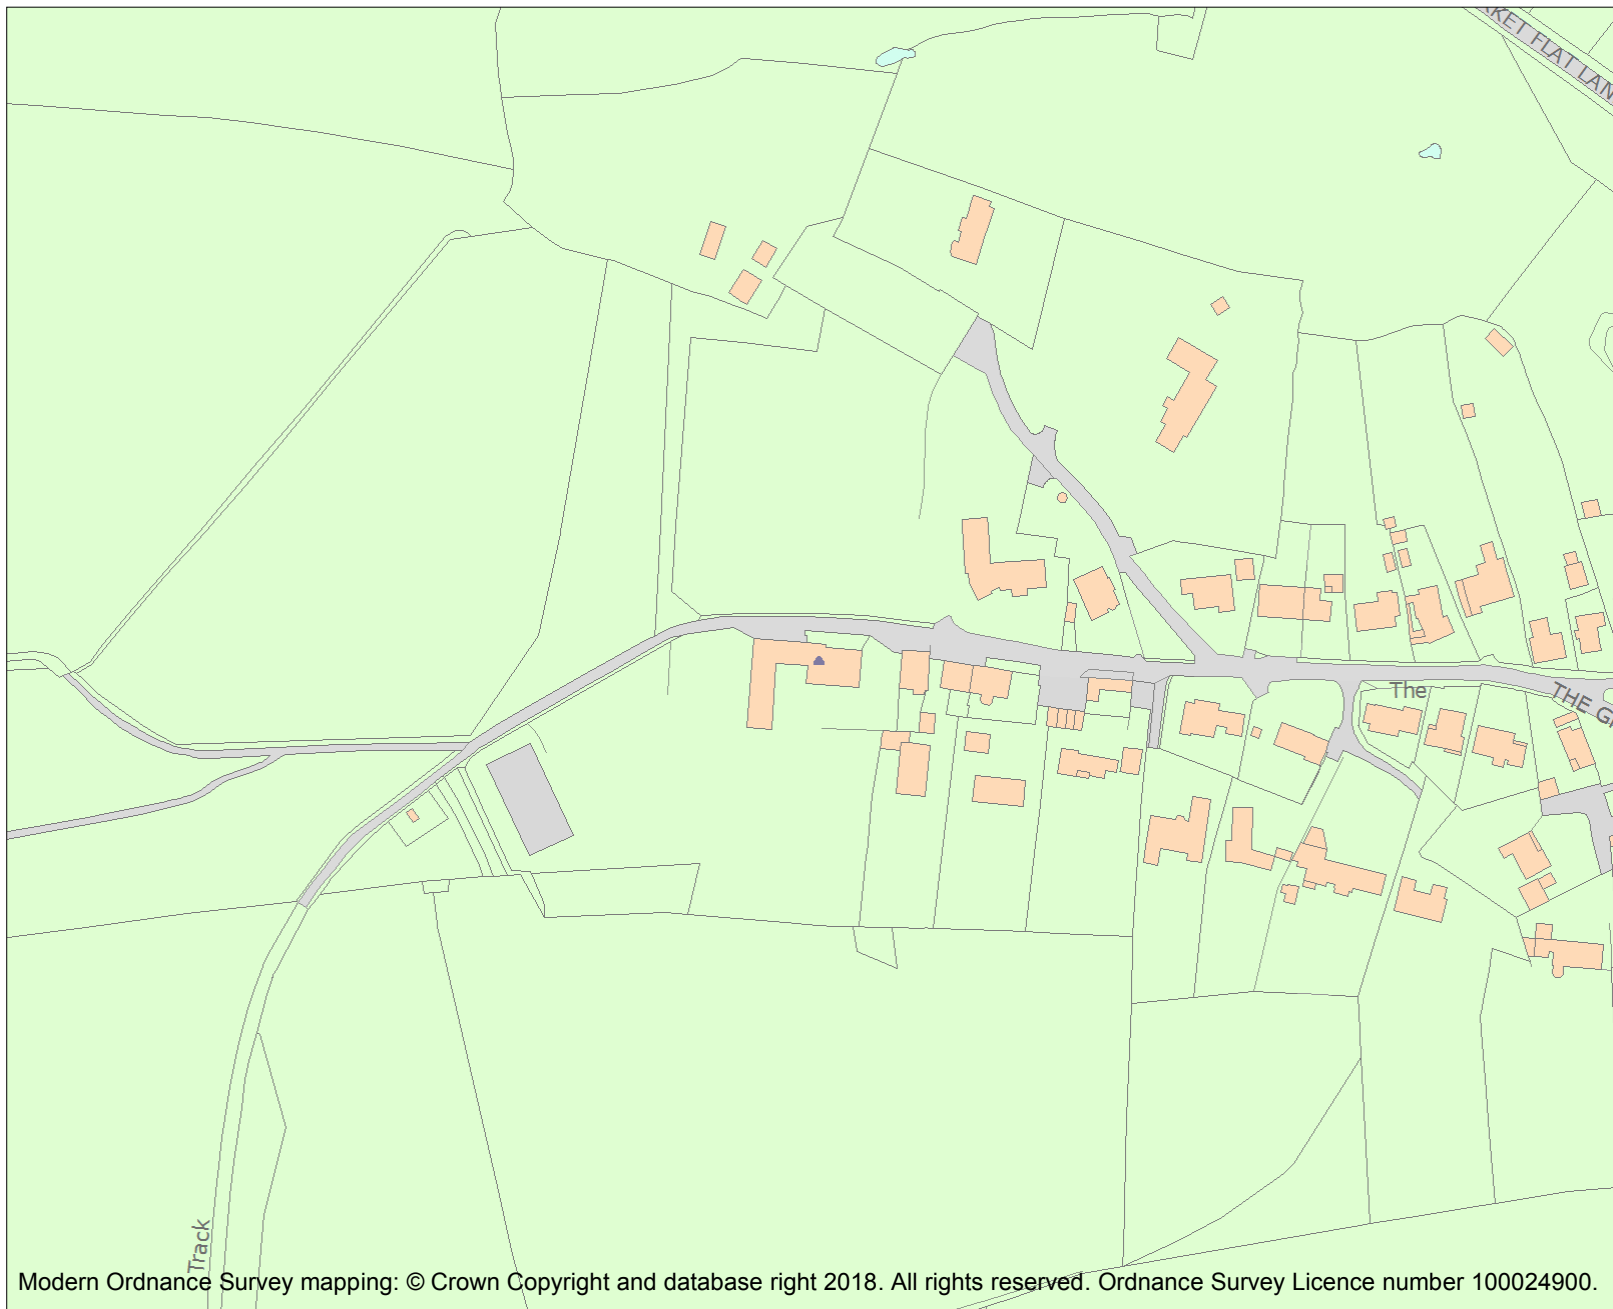 RKET FLAT LAN
The
THE G
Track
Modern Ordnance Survey mapping: © Crown Copyright and database right 2018. All rights reserved. Ordnance Survey Licence number 100024900.